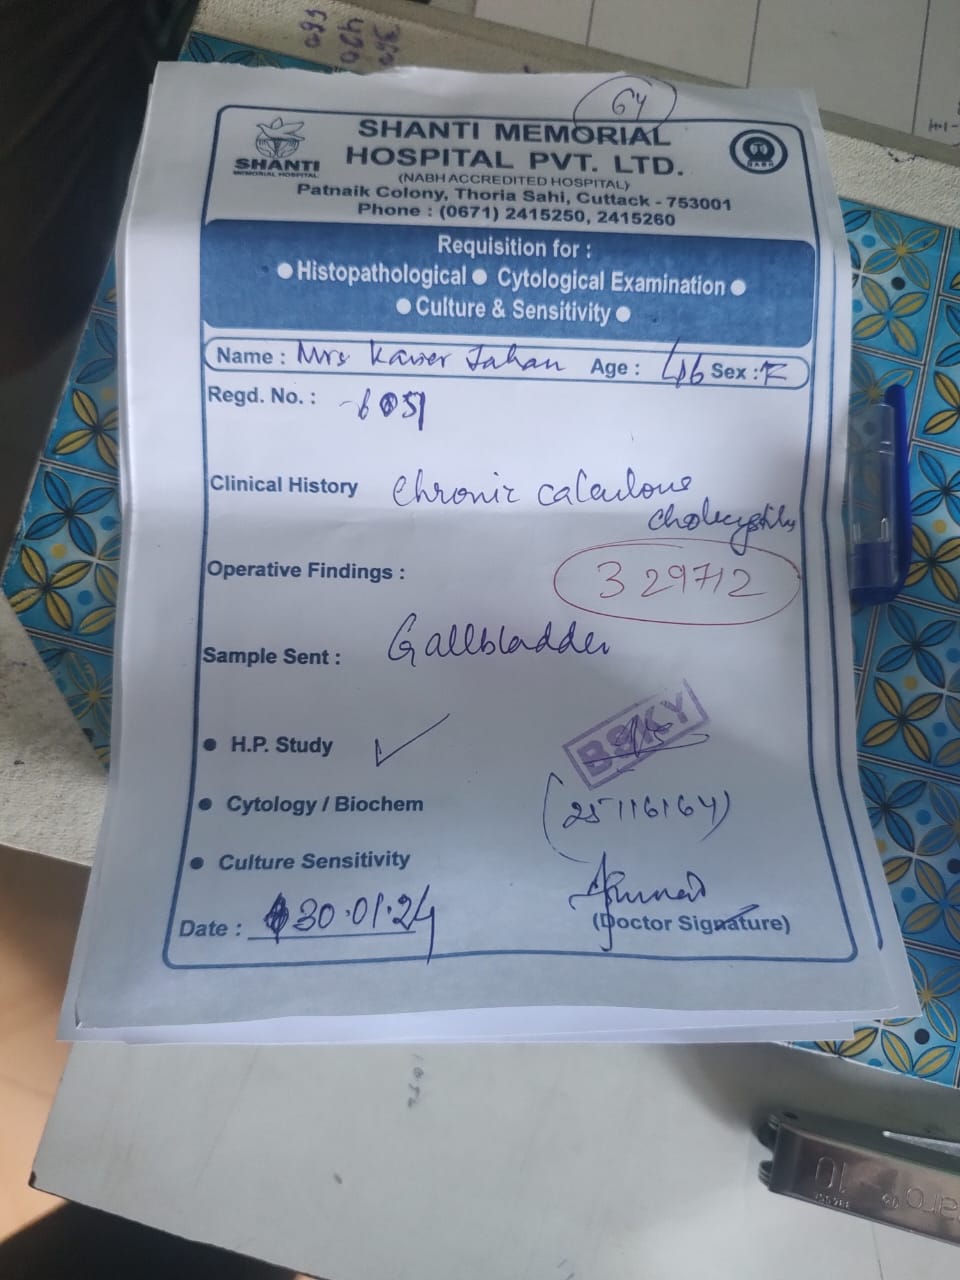 64
SHANTI MEMORIAL
HOSPITAL PVT. LTD.
SHANTI
MEMORIAL HOSPITAL
(NABH ACCREDITED HOSPITAL)
Patnaik Colony, Thoria Sahi, Cuttack - 753001
Phone : (0671) 2415250, 2415260
Requisition for :
● Histopathological ● Cytological Examination ●
● Culture & Sensitivity ●
Name : Mrs Kawer Jahan Age : 46 Sex : F
Regd. No. : 6051
Clinical History Chronic calculous
cholecystitis
Operative Findings :
329712
Sample Sent : Gallbladder
● H.P. Study ✓
BSKY
● Cytology / Biochem
(25116164)
● Culture Sensitivity
Date : 30.01.24
(Doctor Signature)